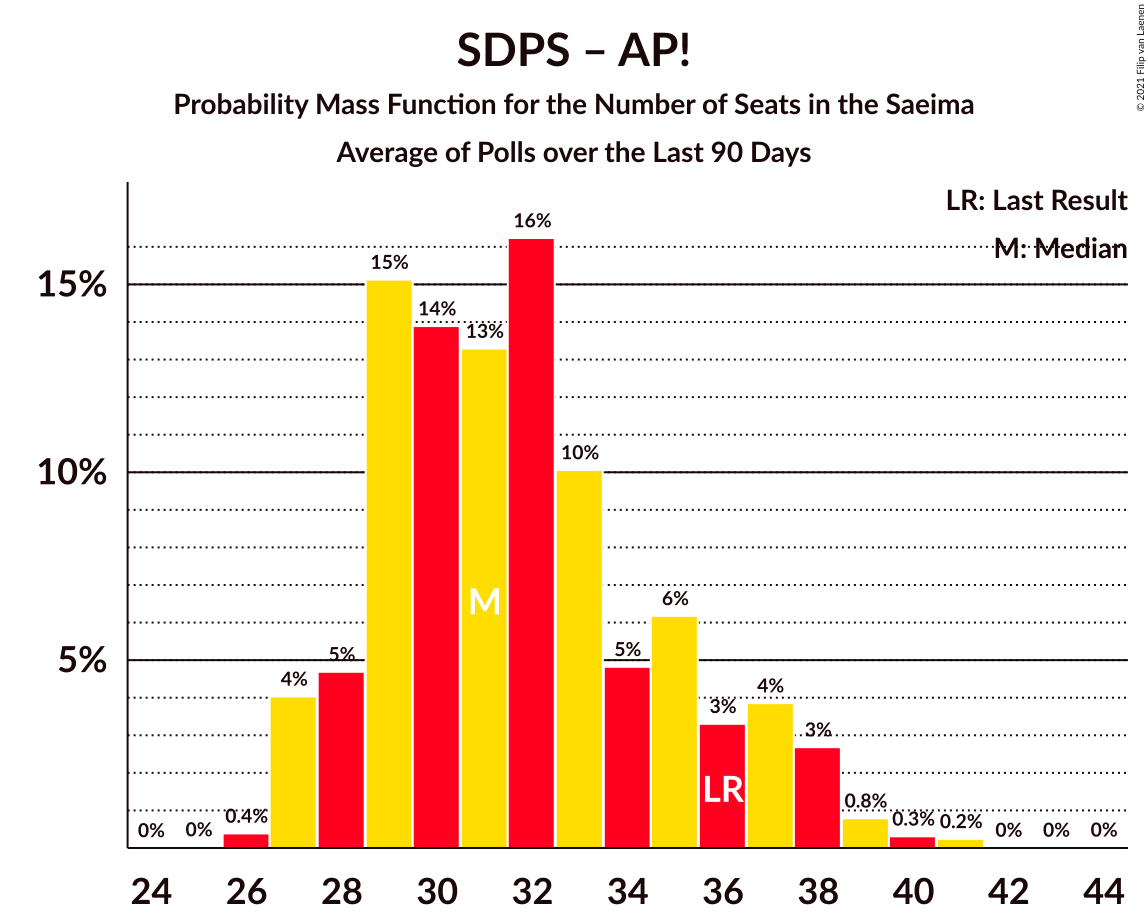 SDPS – AP!
Probability Mass Function for the Number of Seats in the Saeima
Average of Polls over the Last 90 Days
© 2021 Filip van Laenen
LR: Last Result
M: Median
15%
10%
5%
0%
0%
0.4%
4%
5%
15%
14%
13%
16%
10%
5%
6%
3%
4%
3%
0.8%
0.3%
0.2%
0%
0%
0%
M
LR
24 26 28 30 32 34 36 38 40 42 44